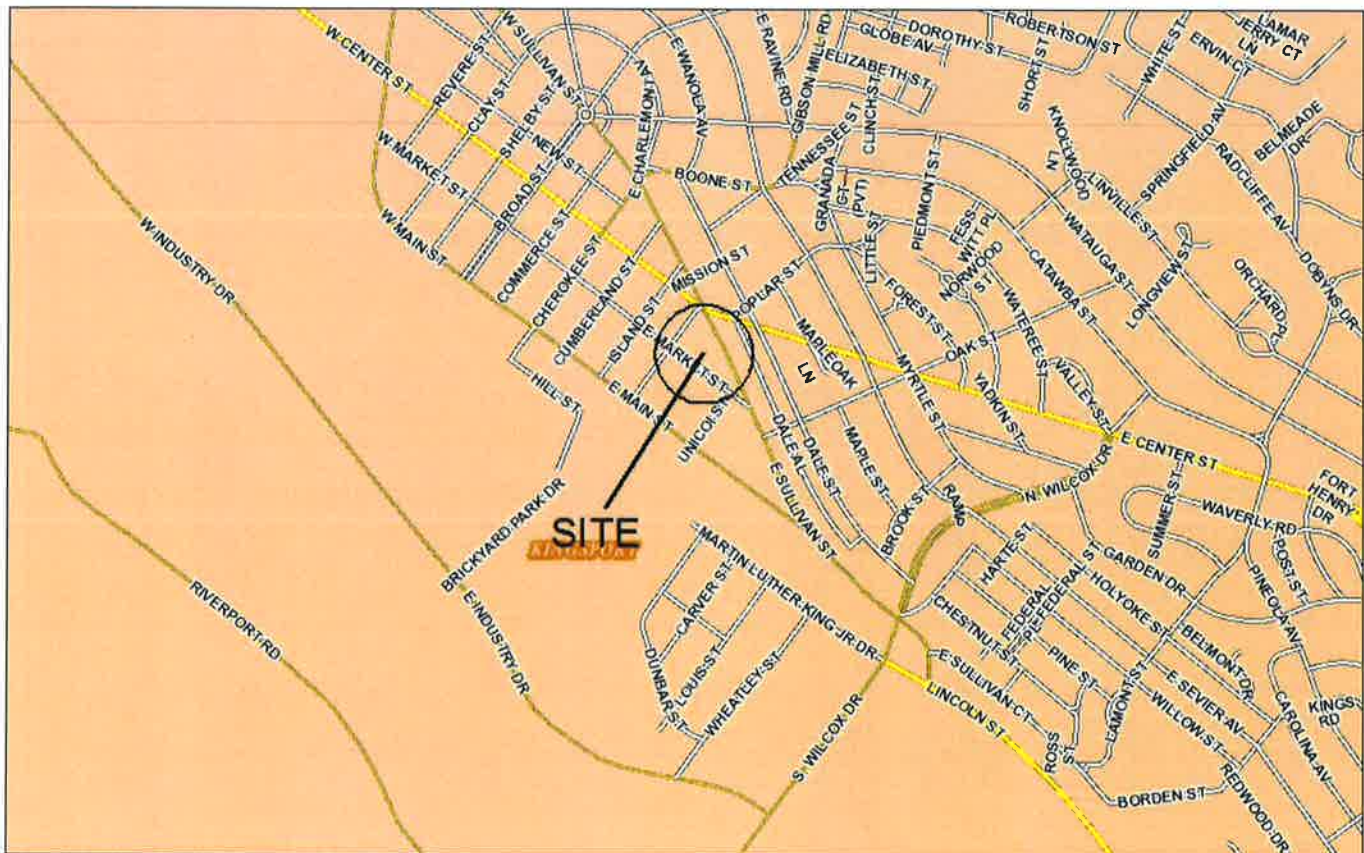 W SULLIVAN ST
W CENTER ST
REVERE ST
CLAY ST
SHELBY ST
NEW ST
BROAD ST
W MARKET ST
W MAIN ST
COMMERCE ST
CHEROKEE ST
CUMBERLAND ST
ISLAND ST
MISSION ST
E CHARLEMONT AV
E WANOLA AV
E RAVINE RD
GIBSON MILL RD
GLOBE AV
DOROTHY ST
ROBERTSON ST
ELIZABETH ST
SHORT ST
WHITE ST
LAMAR CT
JERRY LN
ERVIN CT
BELMEADE DR
CLINCH ST
TENNESSEE ST
BOONE ST
GRANADA CT (PVT)
LITTLE ST
PIEDMONT ST
FESS WITT PL
NORWOOD ST
KNOLLWOOD LN
LINVILLE ST
SPRINGFIELD AV
RADCLIFFE AV
DOBYNS DR
WATAUGA ST
CATAWBA ST
LONGVIEW ST
ORCHARD PL
OPLAR ST
FOREST ST
WATEREE ST
OAK ST
MAPLE OAK LN
MYRTLE ST
YADKIN ST
VALLEY ST
W INDUSTRY DR
HILL ST
E MARKET ST
E MAIN ST
UNICOI ST
DALE AL
DALE ST
MAPLE ST
BROOK ST
RAMP
N WILCOX DR
E CENTER ST
FORT HENRY DR
SUMMER ST
WAVERLY RD
POST ST
E SULLIVAN ST
SITE
KINGSPORT
BRICKYARD PARK DR
E INDUSTRY DR
RIVERPORT RD
MARTIN LUTHER KING JR DR
CARVER ST
LOUIS ST
DUNBAR ST
WHEATLEY ST
S WILCOX DR
LINCOLN ST
E SULLIVAN CT
CHESTNUT ST
HARTE ST
FEDERAL ST
HOLYOKE ST
GARDEN DR
PINEOLA AV
BELMONT DR
PINE ST
E SEVIER AV
WILLOW ST
LAMONT ST
ROSS ST
BORDEN ST
REDWOOD DR
CAROLINA AV
KINGS
RD